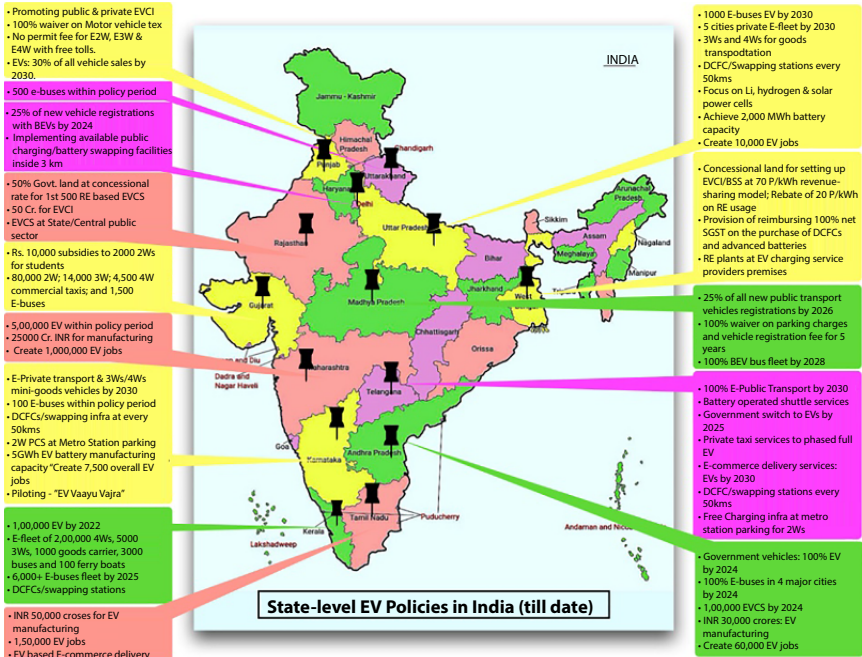 • Promoting public & private EVCI
• 100% waiver on Motor vehicle tex
• No permit fee for E2W, E3W &
E4W with free tolls.
• EVs: 30% of all vehicle sales by
2030.
• 500 e-buses within policy period
• 25% of new vehicle registrations
with BEVs by 2024
• Implementing available public
charging/battery swapping facilities
inside 3 km
• 50% Govt. land at concessional
rate for 1st 500 RE based EVCS
• 50 Cr. for EVCI
• EVCS at State/Central public
sector
• Rs. 10,000 subsidies to 2000 2Ws
for students
• 80,000 2W; 14,000 3W; 4,500 4W
commercial taxis; and 1,500
E-buses
• 5,00,000 EV within policy period
• 25000 Cr. INR for manufacturing
• Create 1,000,000 EV jobs
• E-Private transport & 3Ws/4Ws
mini-goods vehicles by 2030
• 100 E-buses within policy period
• DCFCs/swapping infra at every
50kms
• 2W PCS at Metro Station parking
• 5GWh EV battery manufacturing
capacity "Create 7,500 overall EV
jobs
• Piloting - "EV Vaayu Vajra"
• 1,00,000 EV by 2022
• E-fleet of 2,00,000 4Ws, 5000
3Ws, 1000 goods carrier, 3000
buses and 100 ferry boats
• 6,000+ E-buses fleet by 2025
• DCFCs/swapping stations
• INR 50,000 croses for EV
manufacturing
• 1,50,000 EV jobs
• EV based E-commerce delivery
INDIA
Jammu - Kashmir
Himachal
Pradesh
Chandigarh
Punjab
Uttarakhand
Haryana
Delhi
Rajasthan
Uttar Pradesh
Sikkim
Arunachal
Pradesh
Assam
Nagaland
Meghalaya
Manipur
Bihar
Jharkhand
West
Gujarat
Madhya Pradesh
Chhattisgarh
Orissa
and Diu
Dadra and
Nagar Haveli
Telangana
Goa
Karnataka
Andhra Pradesh
Tamil Nadu
Kerala
Puducherry
Lakshadweep
Andaman and
State-level EV Policies in India (till date)
• 1000 E-buses EV by 2030
• 5 cities private E-fleet by 2030
• 3Ws and 4Ws for goods
transpodtation
• DCFC/Swapping stations every
50kms
• Focus on Li, hydrogen & solar
power cells
• Achieve 2,000 MWh battery
capacity
• Create 10,000 EV jobs
• Concessional land for setting up
EVCI/BSS at 70 P/kWh revenue-
sharing model; Rebate of 20 P/kWh
on RE usage
• Provision of reimbursing 100% net
SGST on the purchase of DCFCs
and advanced batteries
• RE plants at EV charging service
providers premises
• 25% of all new public transport
vehicles registrations by 2026
• 100% waiver on parking charges
and vehicle registration fee for 5
years
• 100% BEV bus fleet by 2028
• 100% E-Public Transport by 2030
• Battery operated shuttle services
• Government switch to EVs by
2025
• Private taxi services to phased full
EV
• E-commerce delivery services:
EVs by 2030
• DCFC/swapping stations every
50kms
• Free Charging infra at metro
station parking for 2Ws
• Government vehicles: 100% EV
by 2024
• 100% E-buses in 4 major cities
by 2024
• 1,00,000 EVCS by 2024
• INR 30,000 crores: EV
manufacturing
• Create 60,000 EV jobs